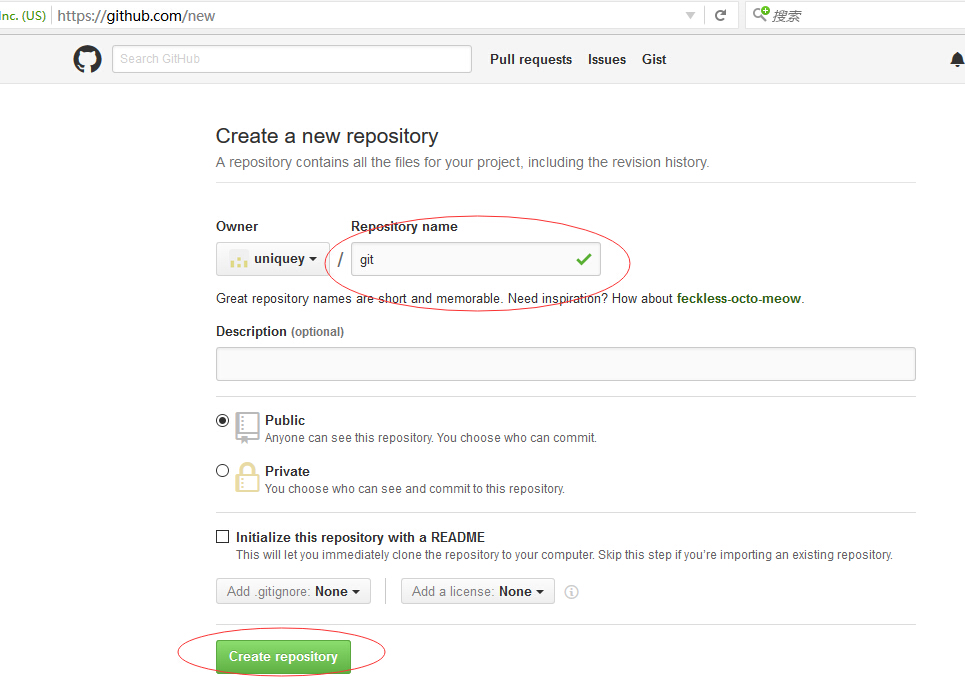 Inc. (US) https://github.com/new 搜索
Search GitHub Pull requests Issues Gist
Create a new repository
A repository contains all the files for your project, including the revision history.
Owner Repository name
uniquey / git
Great repository names are short and memorable. Need inspiration? How about feckless-octo-meow.
Description (optional)
Public
Anyone can see this repository. You choose who can commit.
Private
You choose who can see and commit to this repository.
Initialize this repository with a README
This will let you immediately clone the repository to your computer. Skip this step if you're importing an existing repository.
Add .gitignore: None Add a license: None
Create repository